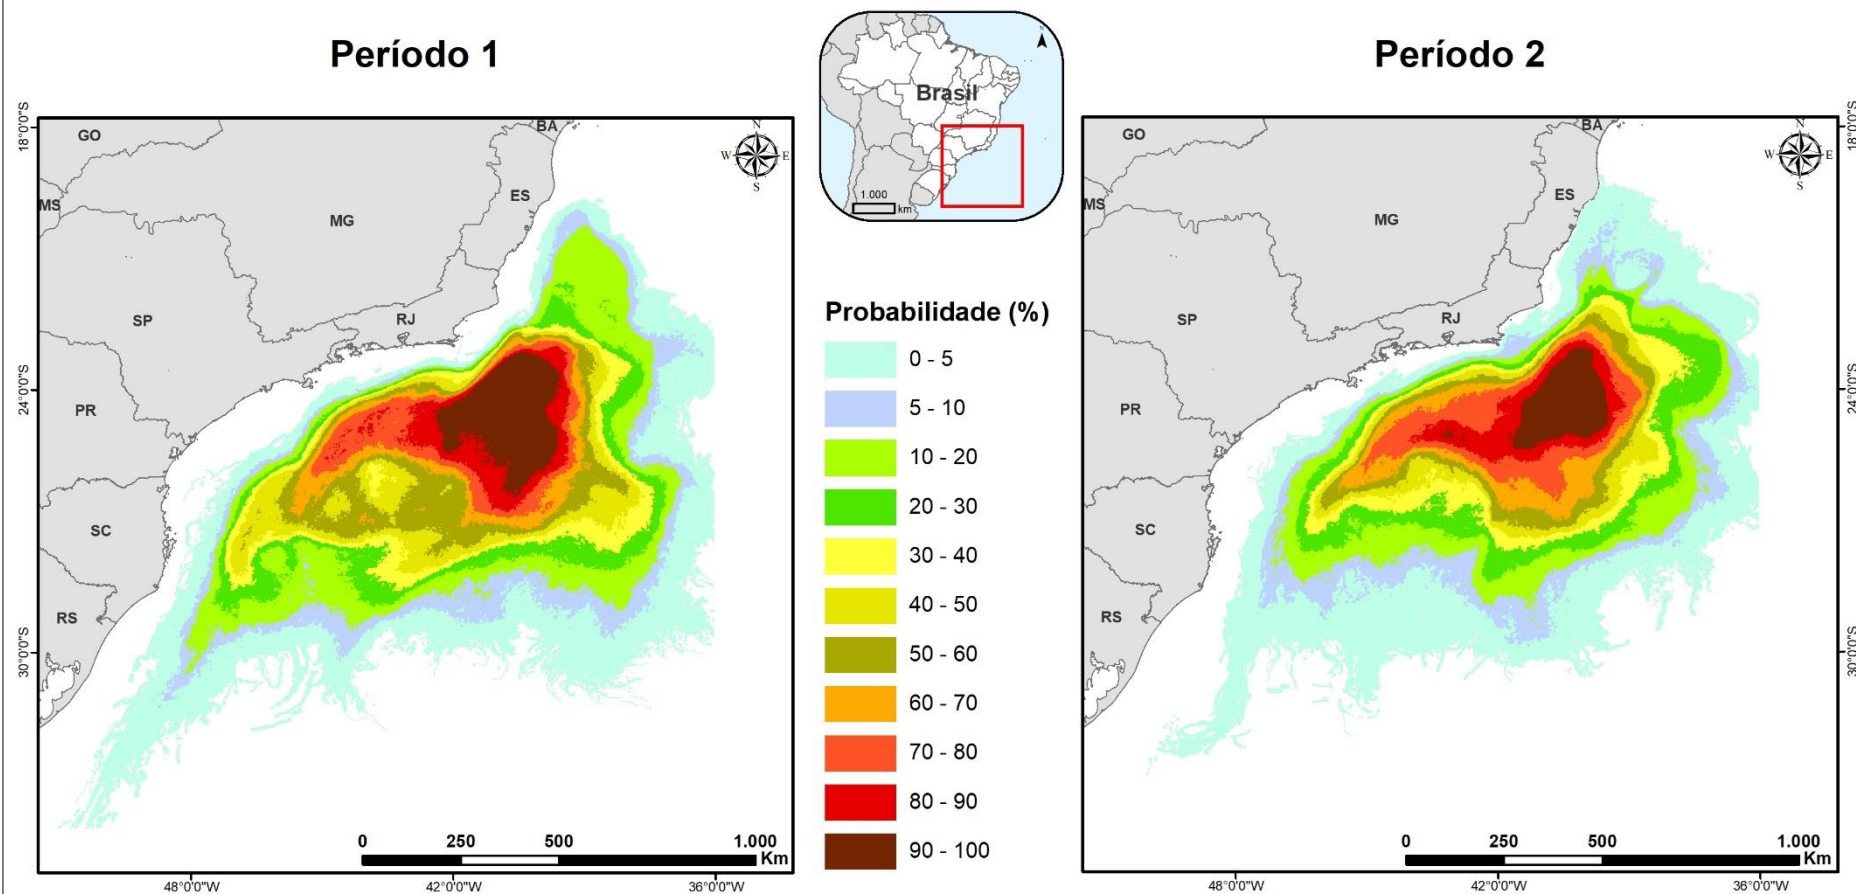 Período 1
Período 2
N
W E
S
GO
BA
MS
MG
ES
SP
RJ
PR
SC
RS
18°0'0"S
24°0'0"S
30°0'0"S
48°0'0"W
42°0'0"W
36°0'0"W
0 250 500 1.000
Km
Brasil
1.000
km
Probabilidade (%)
0 - 5
5 - 10
10 - 20
20 - 30
30 - 40
40 - 50
50 - 60
60 - 70
70 - 80
80 - 90
90 - 100
N
W E
S
GO
BA
MS
MG
ES
SP
RJ
PR
SC
RS
18°0'0"S
24°0'0"S
30°0'0"S
48°0'0"W
42°0'0"W
36°0'0"W
0 250 500 1.000
Km